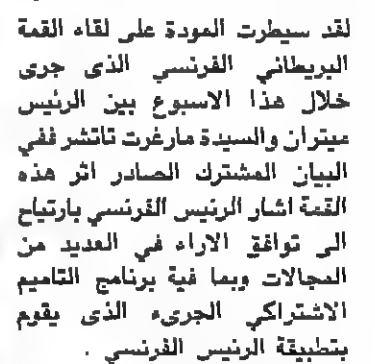 لقد سيطرت المودة على لقاء القمة
البريطاني الفرنسي الذى جرى
خلال هذا الاسبوع بين الرئيس
ميتران والسيدة مارغرت تاتشر ففي
البيان المشترك الصادر اثر هذه
القمة اشار الرئيس الفرنسي بارتياح
الى توافق الاراء في العديد من
المجالات وبما فية برنامج التاميم
الاشتراكي الجرىء الذى يقوم
بتطبيقة الرئيس الفرنسي .